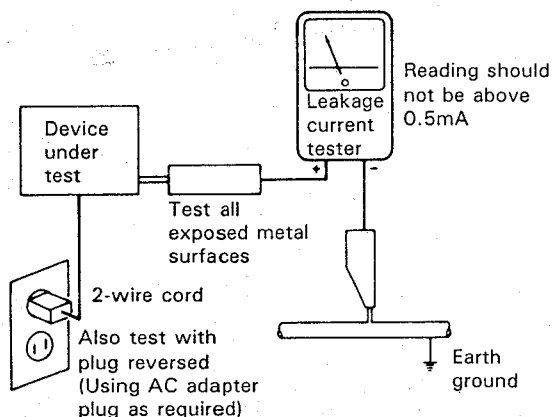 Device
under
test
Leakage
current
tester
+
-
Reading should
not be above
0.5mA
Test all
exposed metal
surfaces
2-wire cord
Also test with
plug reversed
(Using AC adapter
plug as required)
Earth
ground